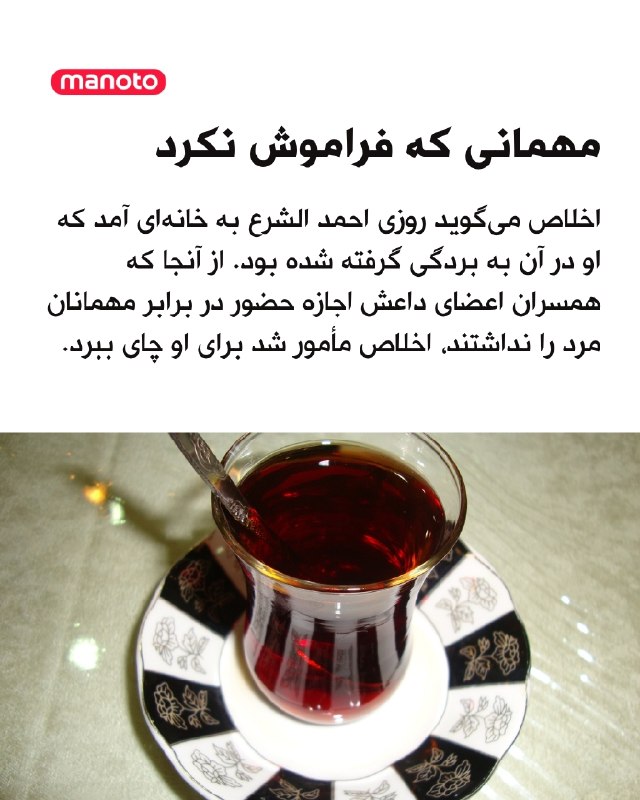 manoto
مهمانی که فراموش نکرد
اخلاص می‌گوید روزی احمد الشرع به خانه‌ای آمد که
او در آن به بردگی گرفته شده بود. از آنجا که
همسران اعضای داعش اجازه حضور در برابر مهمانان
مرد را نداشتند، اخلاص مأمور شد برای او چای ببرد.